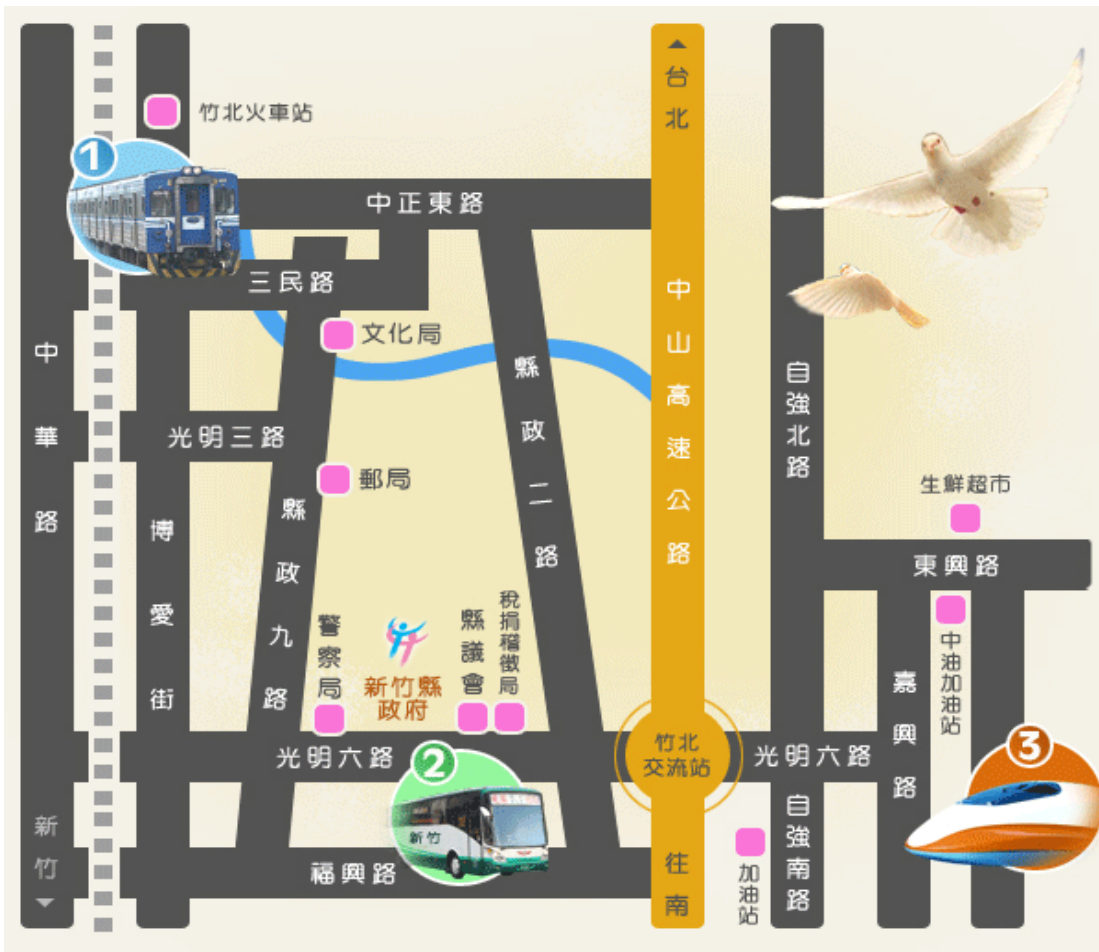 台北
竹北火車站
1
中正東路
三民路
中山高速公路
文化局
中華路
縣政二路
自強北路
光明三路
郵局
生鮮超市
縣政九路
博愛街
東興路
稅捐稽徵局
縣議會
警察局
中油加油站
新竹縣
政府
嘉興路
竹北
交流站
光明六路
光明六路
2
3
新竹
自強南路
新竹
往南
加油站
福興路